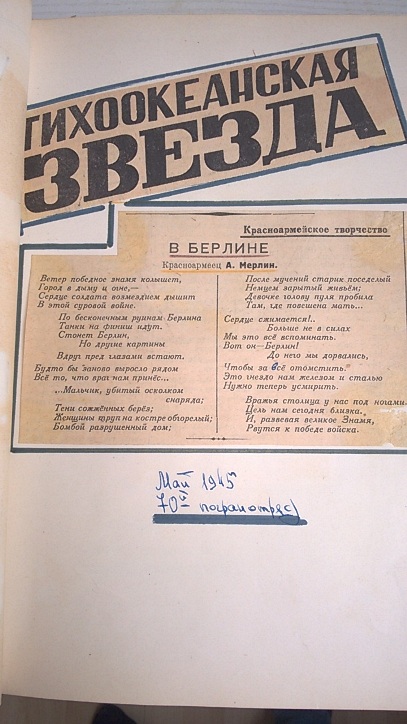 ТИХООКЕАНСКАЯ
ЗВЕЗДА
Красноармейское творчество
В БЕРЛИНЕ
Красноармеец А. Мерлин.
Ветер победное знамя колышет,
Город в дыму и огне,—
Сердце солдата возмездием дышит
В этой суровой войне.
По бесконечным руинам Берлина
Танки на финиш идут.
Стонет Берлин,
Но другие картины
Вдруг пред глазами встают.
Будто бы заново выросло рядом
Всё то, что враг нам принёс...
...Мальчик, убитый осколком
снаряда;
Тени сожжённых берёз;
Женщины труп на костре обгорелый;
Бомбой разрушенный дом;
После мучений старик поседелый
Немцем зарытый живьём;
Девочке голову пуля пробила
Там, где повешена мать...
Сердце сжимается!..
Больше не в силах
Мы это всё вспоминать.
Вот он—Берлин!
До него мы дорвались,
Чтобы за всё отомстить.
Это гнездо нам железом и сталью
Нужно теперь усмирить.
Вражья столица у нас под ногами.
Цель нам сегодня близка.
И, развевая великое Знамя,
Рвутся к победе войска.
Май 1945
70й погранотряд